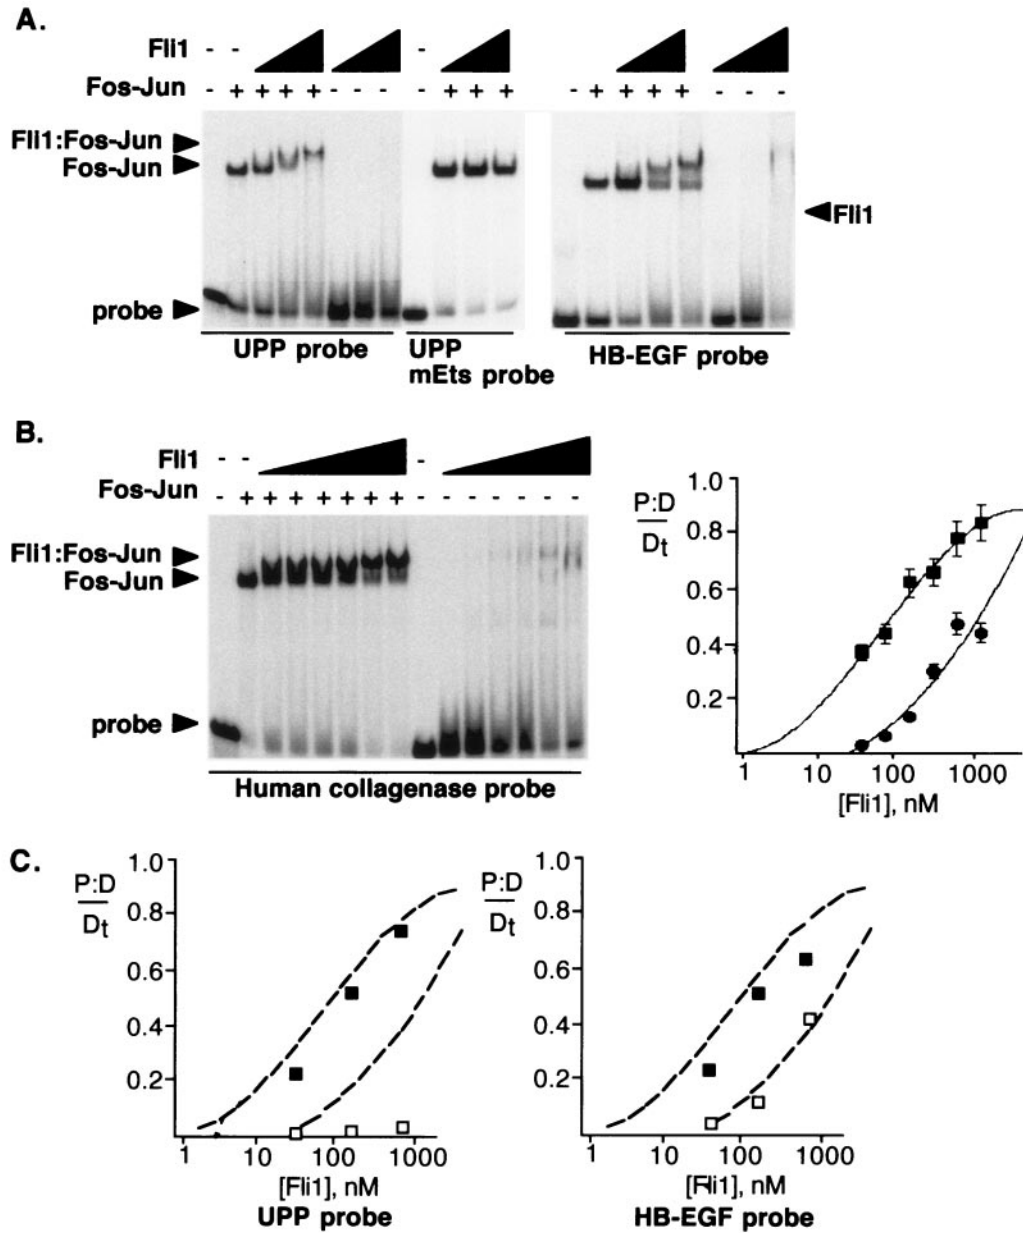 A.
Fli1 - - -
Fos-Jun - + + + + - - - - + + + - + + + + - - -
Fli1:Fos-Jun
Fos-Jun
Fli1
probe
UPP probe
UPP
mEts probe
HB-EGF probe
B.
Fli1 - - -
Fos-Jun - + + + + + + + - - - - - - -
Fli1:Fos-Jun
Fos-Jun
probe
Human collagenase probe
P:D
Dt
1.0
0.8
0.6
0.4
0.2
1 10 100 1000
[Fli1], nM
C.
P:D
Dt
1.0
0.8
0.6
0.4
0.2
1 10 100 1000
[Fli1], nM
UPP probe
P:D
Dt
1.0
0.8
0.6
0.4
0.2
1 10 100 1000
[Fli1], nM
HB-EGF probe